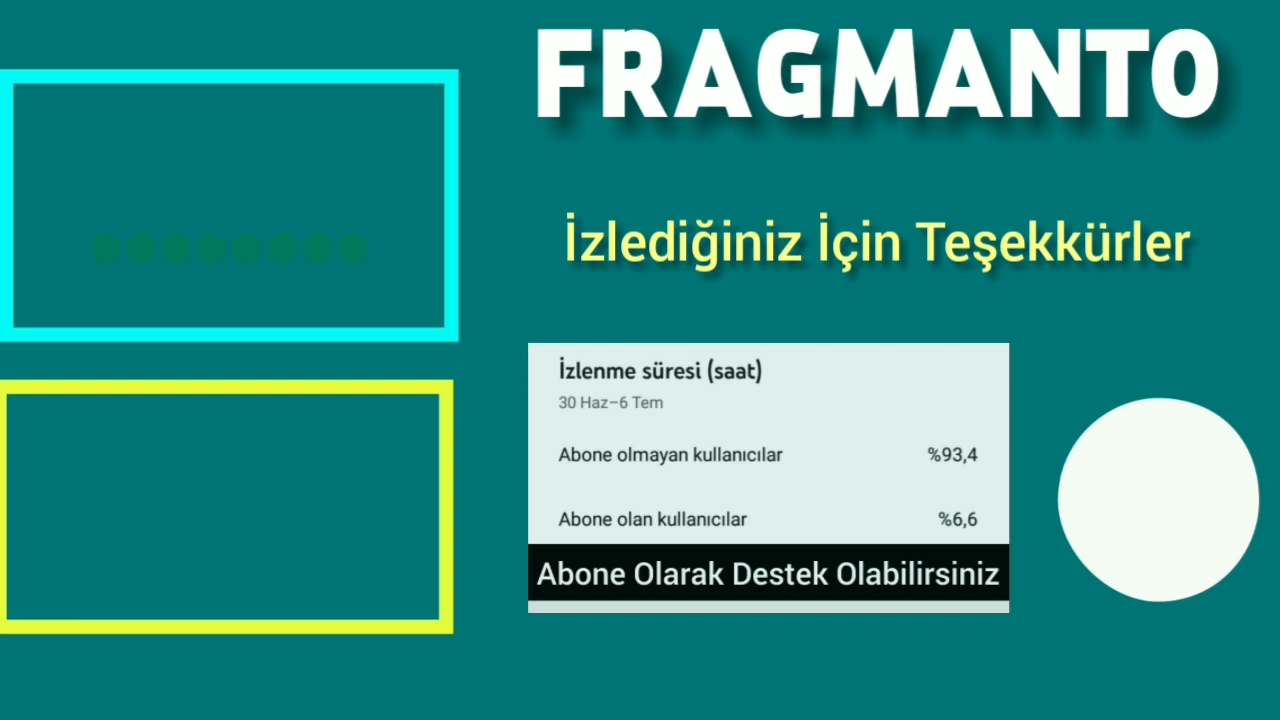 FRAGMANTO
İzlediğiniz İçin Teşekkürler
İzlenme süresi (saat)
30 Haz–6 Tem
Abone olmayan kullanıcılar %93,4
Abone olan kullanıcılar %6,6
Abone Olarak Destek Olabilirsiniz